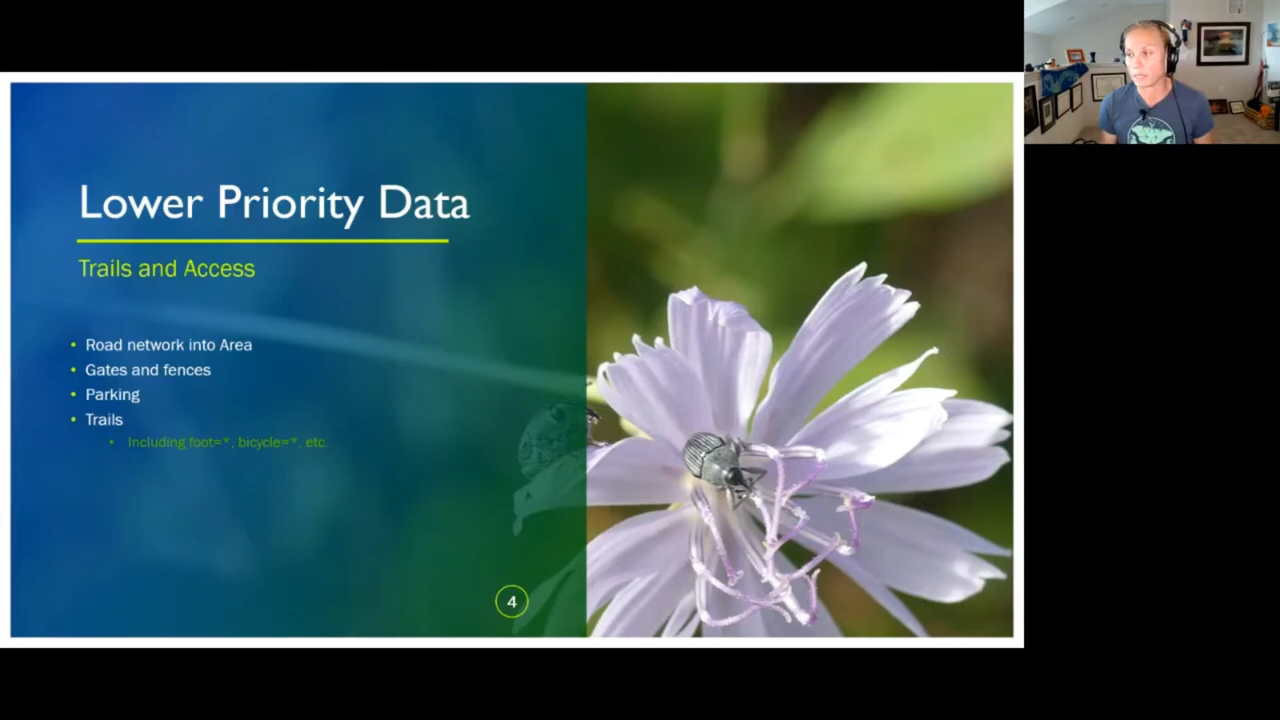 Lower Priority Data
Trails and Access
• Road network into Area
• Gates and fences
• Parking
• Trails
• Including foot=*, bicycle=*, etc.
4